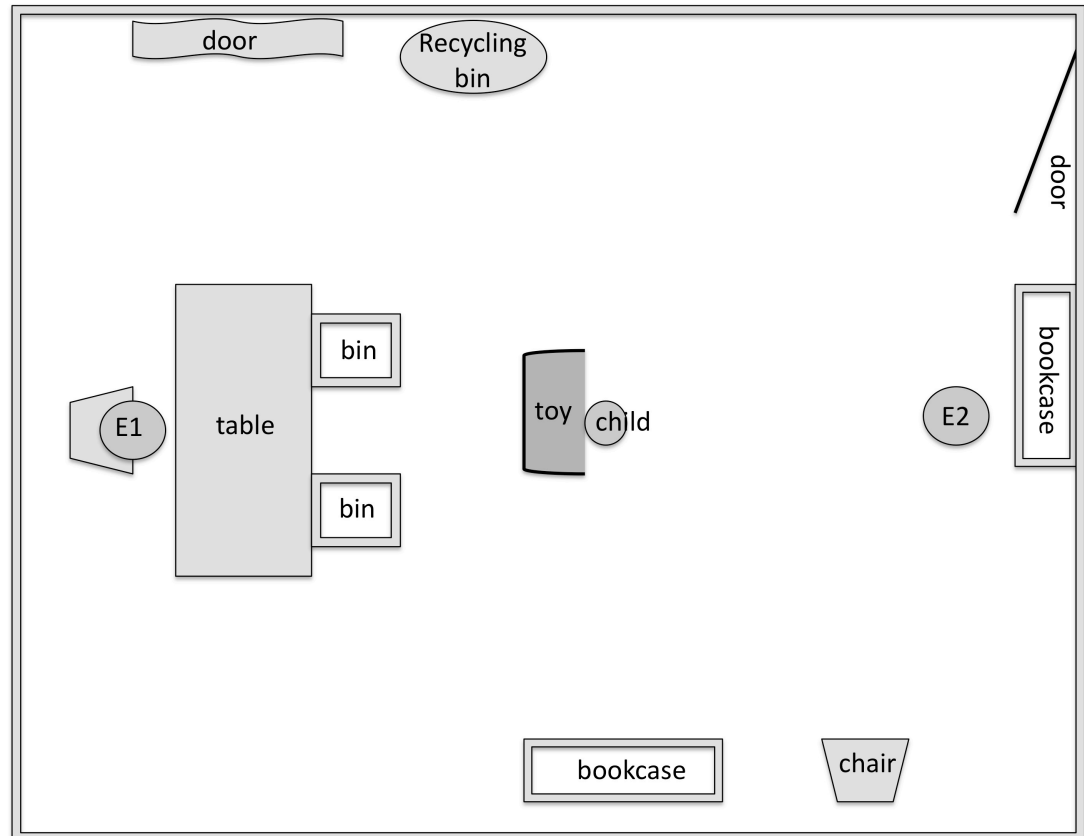 door
Recycling
bin
door
bin
bookcase
toy
child
E2
E1
table
bin
bookcase
chair